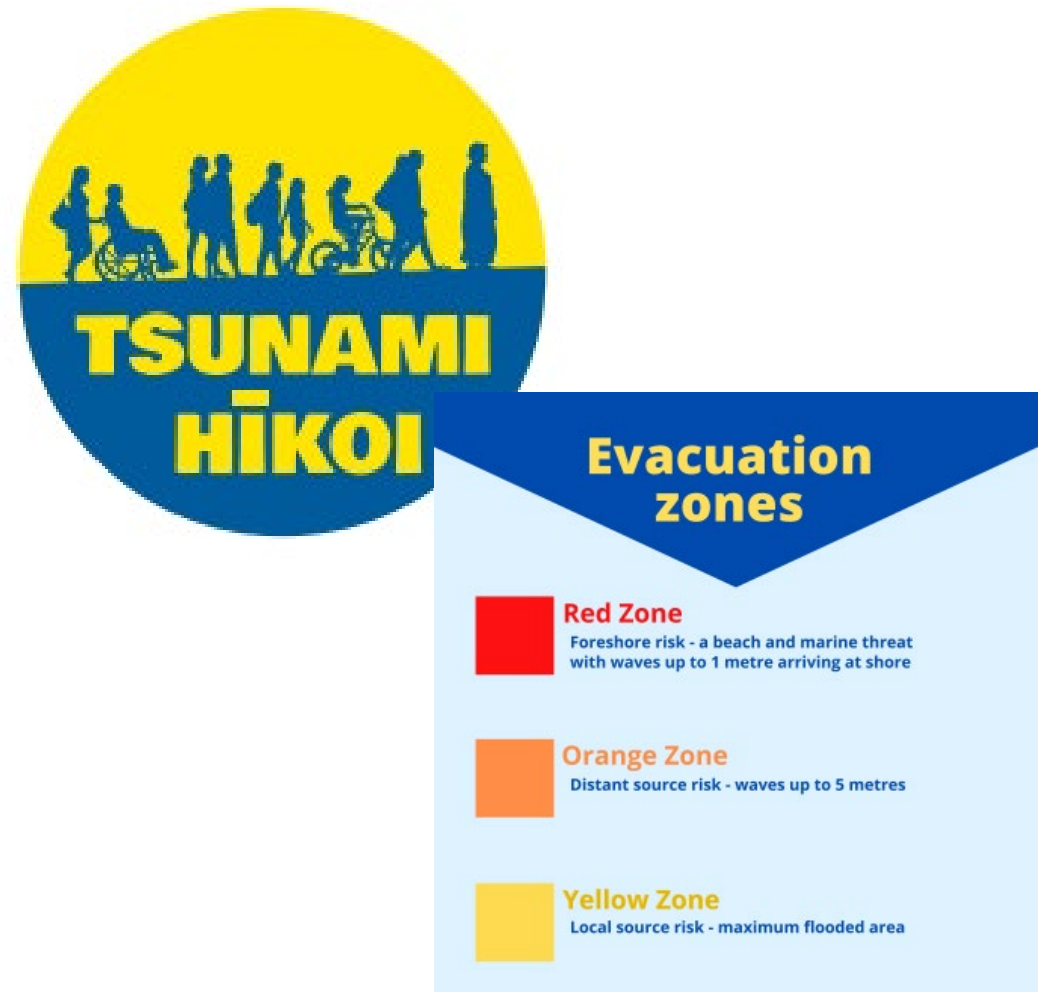 TSUNAMI
HĪKOI
Evacuation
zones
Red Zone
Foreshore risk - a beach and marine threat
with waves up to 1 metre arriving at shore
Orange Zone
Distant source risk - waves up to 5 metres
Yellow Zone
Local source risk - maximum flooded area